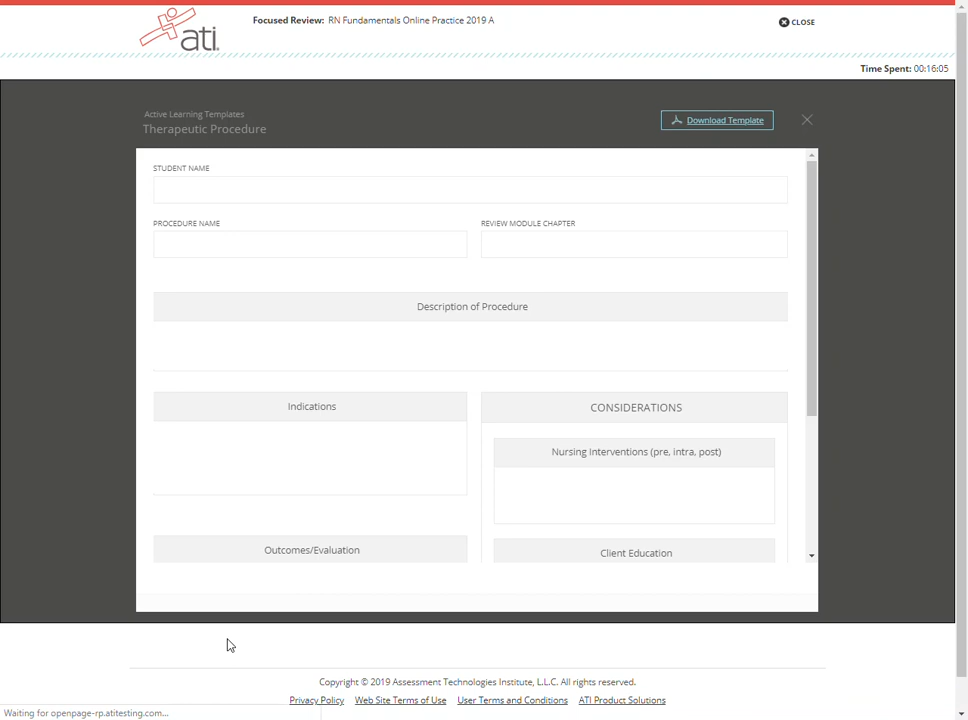 Focused Review: RN Fundamentals Online Practice 2019 A
CLOSE
ati
Time Spent: 00:16:05
Active Learning Templates
Therapeutic Procedure
Download Template
STUDENT NAME
PROCEDURE NAME
REVIEW MODULE CHAPTER
Description of Procedure
Indications
CONSIDERATIONS
Nursing Interventions (pre, intra, post)
Outcomes/Evaluation
Client Education
Copyright © 2019 Assessment Technologies Institute, L.L.C. All rights reserved.
Privacy Policy Web Site Terms of Use User Terms and Conditions ATI Product Solutions
Waiting for openpage-rp.atitesting.com...